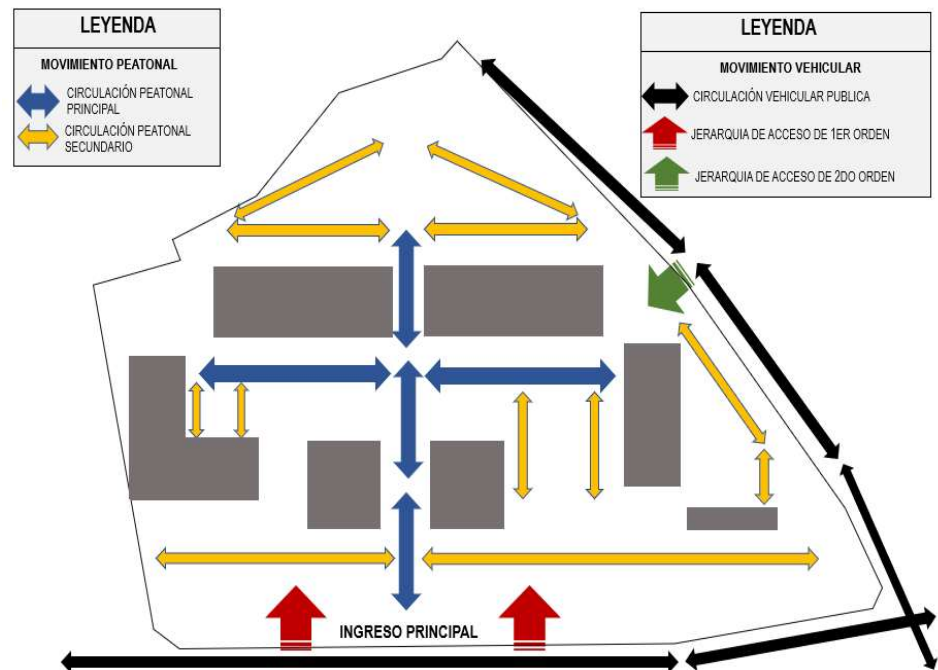 LEYENDA
MOVIMIENTO PEATONAL
CIRCULACIÓN PEATONAL
PRINCIPAL
CIRCULACIÓN PEATONAL
SECUNDARIO
LEYENDA
MOVIMIENTO VEHICULAR
CIRCULACIÓN VEHICULAR PUBLICA
JERARQUIA DE ACCESO DE 1ER ORDEN
JERARQUIA DE ACCESO DE 2DO ORDEN
INGRESO PRINCIPAL